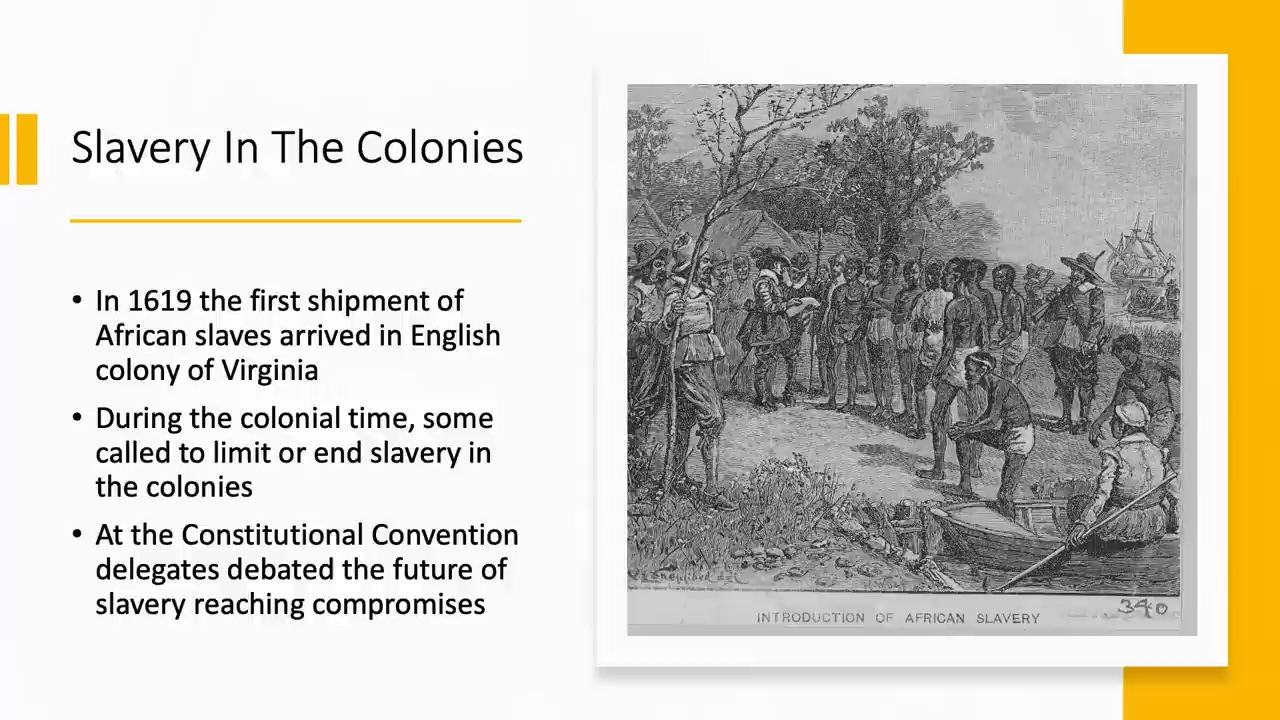 Slavery In The Colonies
• In 1619 the first shipment of
African slaves arrived in English
colony of Virginia
• During the colonial time, some
called to limit or end slavery in
the colonies
• At the Constitutional Convention
delegates debated the future of
slavery reaching compromises
340
INTRODUCTION OF AFRICAN SLAVERY